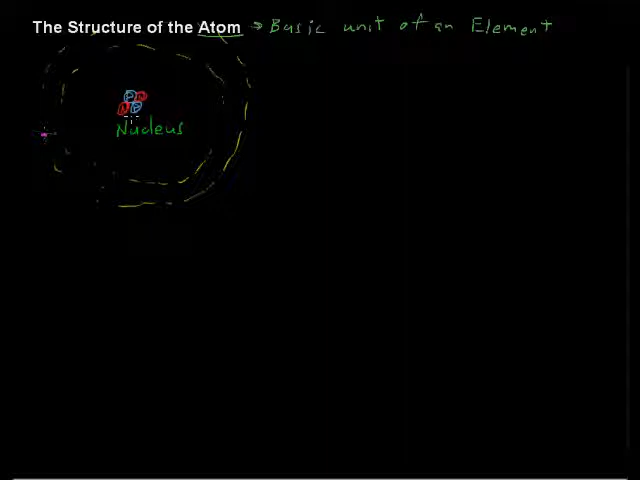 The Structure of the Atom → Basic unit of an Element
P N
N P
Nucleus